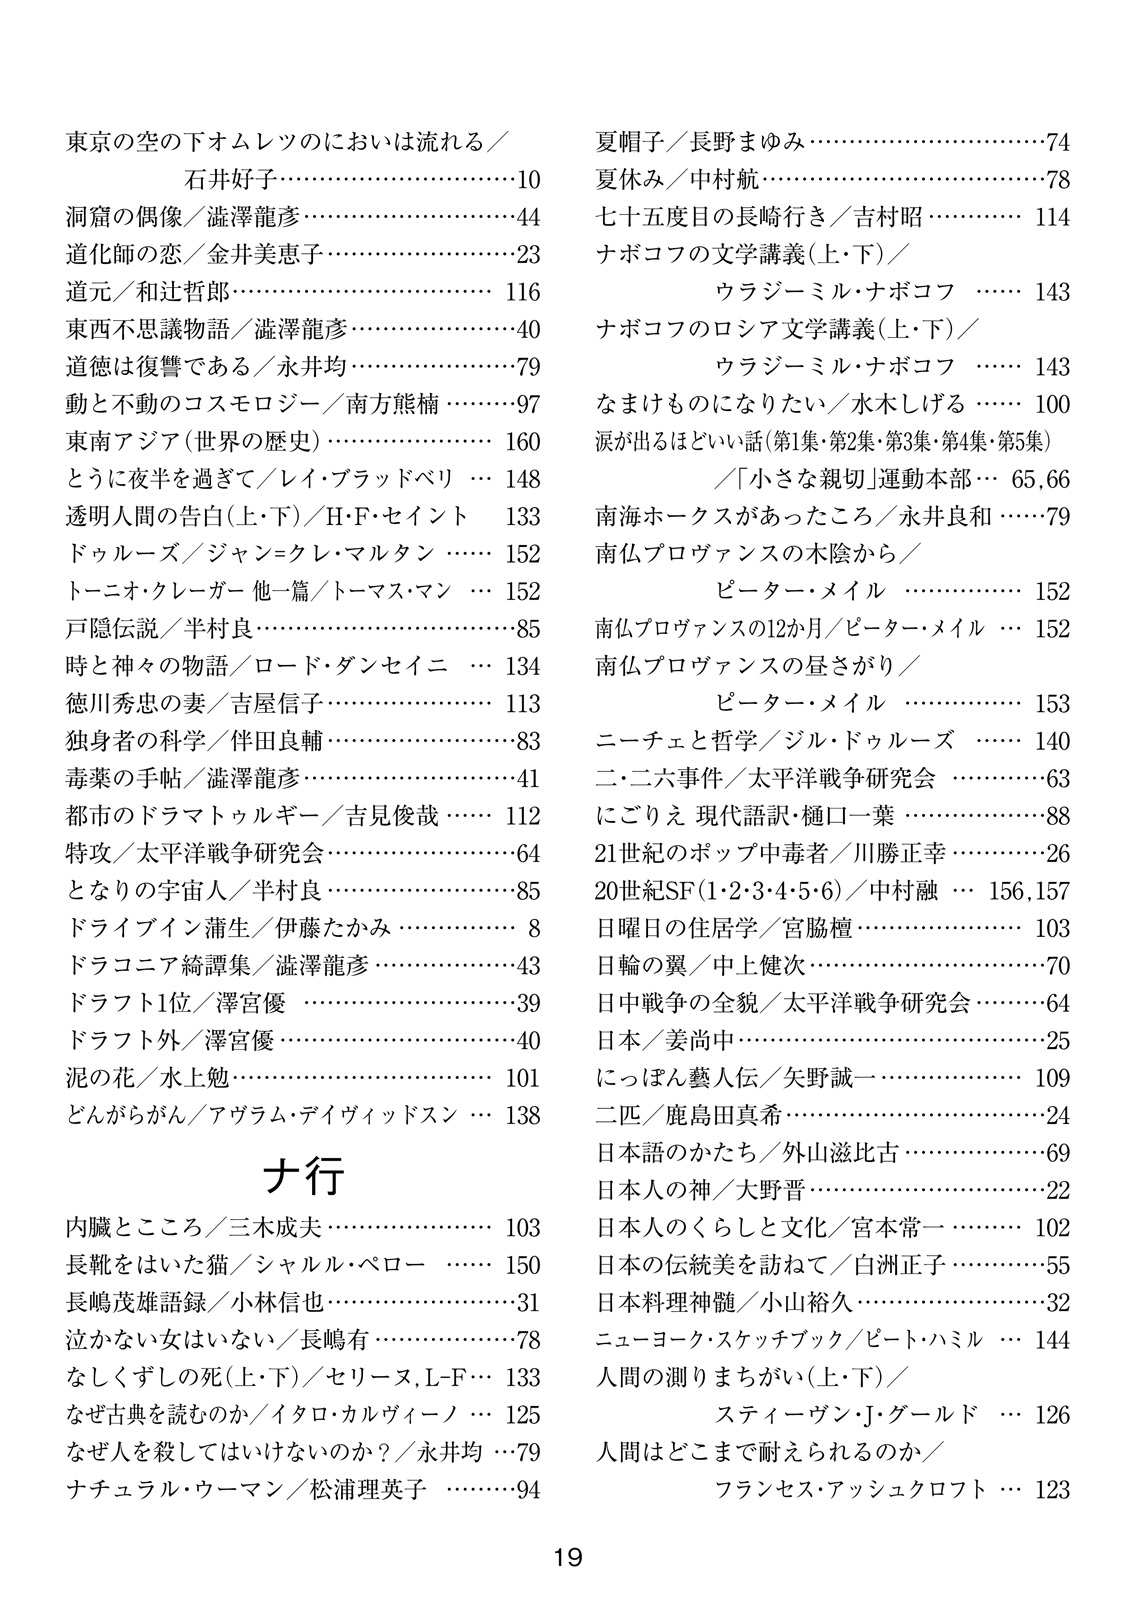 東京の空の下オムレツのにおいは流れる／
石井好子…………………………10
洞窟の偶像／澁澤龍彥………………………44
道化師の恋／金井美恵子……………………23
道元／和辻哲郎…………………………… 116
東西不思議物語／澁澤龍彥…………………40
道徳は復讐である／永井均…………………79
動と不動のコスモロジー／南方熊楠………97
東南アジア(世界の歴史)………………… 160
とうに夜半を過ぎて／レイ・ブラッドベリ … 148
透明人間の告白(上・下)／H・F・セイント 133
ドゥルーズ／ジャン=クレ・マルタン …… 152
トーニオ・クレーガー 他一篇／トーマス・マン … 152
戸隠伝説／半村良……………………………85
時と神々の物語／ロード・ダンセイニ … 134
徳川秀忠の妻／吉屋信子………………… 113
独身者の科学／伴田良輔……………………83
毒薬の手帖／澁澤龍彥………………………41
都市のドラマトゥルギー／吉見俊哉…… 112
特攻／太平洋戦争研究会……………………64
となりの宇宙人／半村良……………………85
ドライブイン蒲生／伊藤たかみ…………… 8
ドラコニア綺譚集／澁澤龍彥………………43
ドラフト1位／澤宮優 ………………………39
ドラフト外／澤宮優…………………………40
泥の花／水上勉…………………………… 101
どんがらがん／アヴラム・デイヴィッドスン … 138
ナ行
内臓とこころ／三木成夫………………… 103
長靴をはいた猫／シャルル・ペロー …… 150
長嶋茂雄語録／小林信也……………………31
泣かない女はいない／長嶋有………………78
なしくずしの死(上・下)／セリーヌ,L-F… 133
なぜ古典を読むのか／イタロ・カルヴィーノ … 125
なぜ人を殺してはいけないのか？／永井均 …79
ナチュラル・ウーマン／松浦理英子 ………94
夏帽子／長野まゆみ…………………………74
夏休み／中村航………………………………78
七十五度目の長崎行き／吉村昭………… 114
ナボコフの文学講義(上・下)／
ウラジーミル・ナボコフ …… 143
ナボコフのロシア文学講義(上・下)／
ウラジーミル・ナボコフ …… 143
なまけものになりたい／水木しげる …… 100
涙が出るほどいい話(第1集・第2集・第3集・第4集・第5集)
／「小さな親切」運動本部… 65,66
南海ホークスがあったころ／永井良和……79
南仏プロヴァンスの木陰から／
ピーター・メイル …………… 152
南仏プロヴァンスの12か月／ピーター・メイル … 152
南仏プロヴァンスの昼さがり／
ピーター・メイル …………… 153
ニーチェと哲学／ジル・ドゥルーズ …… 140
二・二六事件／太平洋戦争研究会 …………63
にごりえ 現代語訳・樋口一葉 ………………88
21世紀のポップ中毒者／川勝正幸…………26
20世紀SF(1・2・3・4・5・6)／中村融 … 156,157
日曜日の住居学／宮脇檀………………… 103
日輪の翼／中上健次…………………………70
日中戦争の全貌／太平洋戦争研究会………64
日本／姜尚中…………………………………25
にっぽん藝人伝／矢野誠一……………… 109
二匹／鹿島田真希……………………………24
日本語のかたち／外山滋比古………………69
日本人の神／大野晋…………………………22
日本人のくらしと文化／宮本常一……… 102
日本の伝統美を訪ねて／白洲正子…………55
日本料理神髄／小山裕久……………………32
ニューヨーク・スケッチブック／ピート・ハミル … 144
人間の測りまちがい(上・下)／
スティーヴン・J・グールド … 126
人間はどこまで耐えられるのか／
フランセス・アッシュクロフト … 123
19